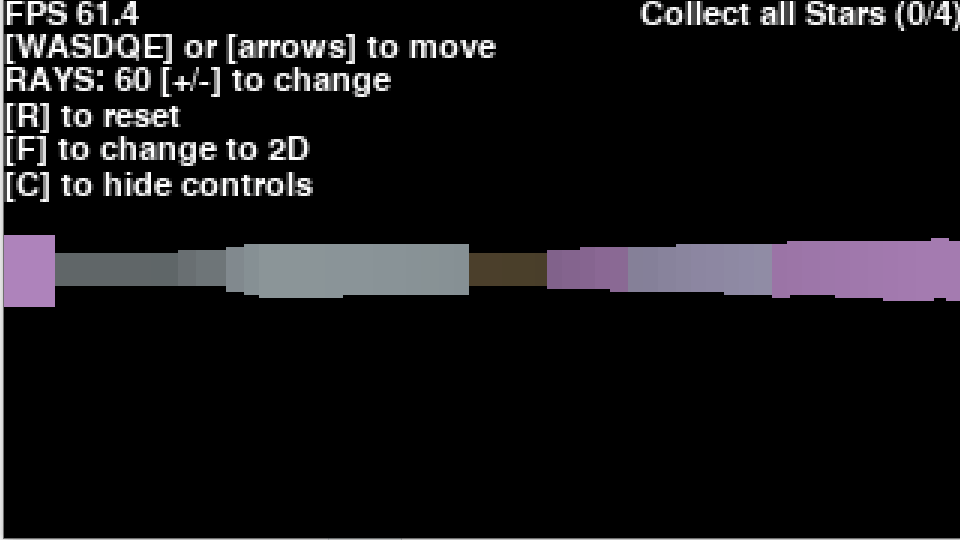 FPS 61.4
Collect all Stars (0/4)
[WASDQE] or [arrows] to move
RAYS: 60 [+/-] to change
[R] to reset
[F] to change to 2D
[C] to hide controls